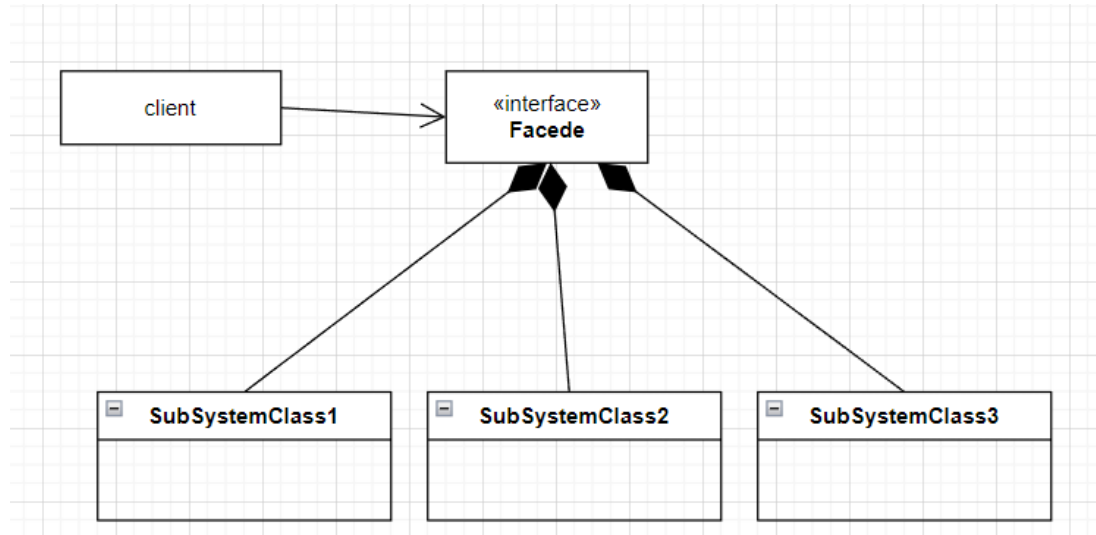 client
«interface»
Facede
SubSystemClass1
SubSystemClass2
SubSystemClass3